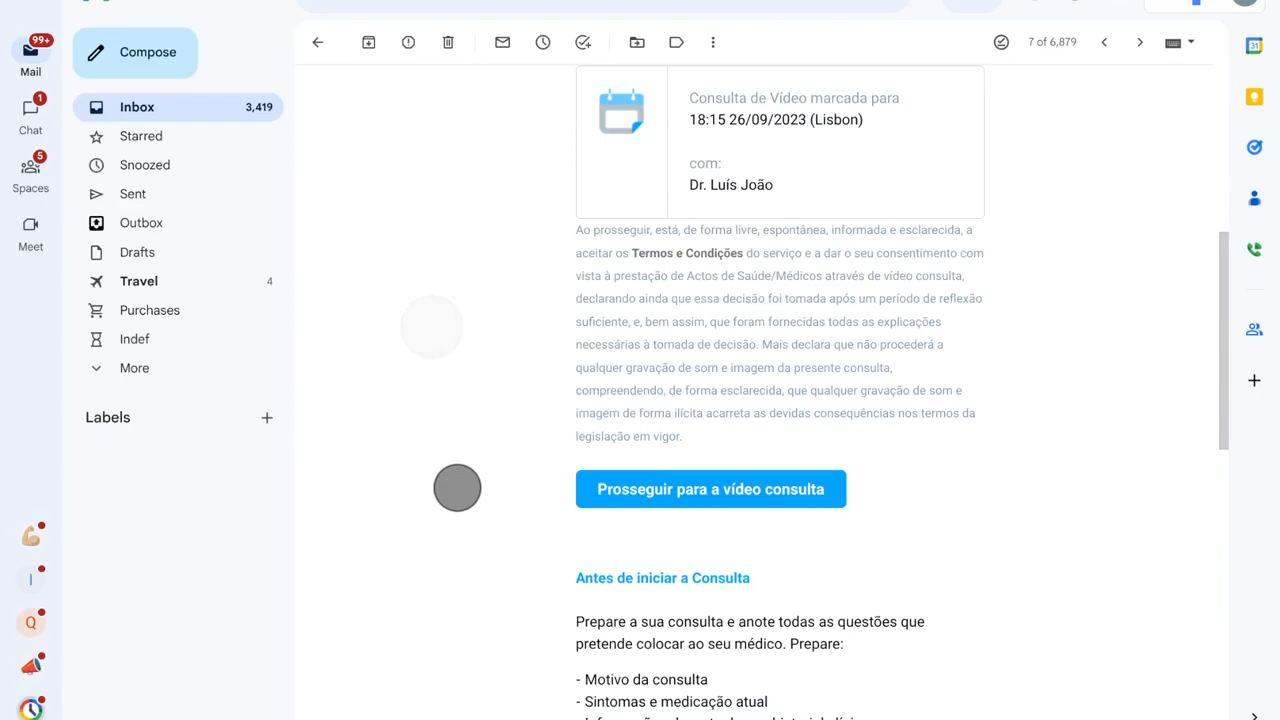 99+
Mail
1
Chat
5
Spaces
Meet
I
Q
Compose
Inbox 3,419
Starred
Snoozed
Sent
Outbox
Drafts
Travel 4
Purchases
Indef
More
Labels
7 of 6,879
31
Consulta de Vídeo marcada para
18:15 26/09/2023 (Lisbon)
com:
Dr. Luís João
Ao prosseguir, está, de forma livre, espontânea, informada e esclarecida, a
aceitar os Termos e Condições do serviço e a dar o seu consentimento com
vista à prestação de Actos de Saúde/Médicos através de vídeo consulta,
declarando ainda que essa decisão foi tomada após um período de reflexão
suficiente, e, bem assim, que foram fornecidas todas as explicações
necessárias à tomada de decisão. Mais declara que não procederá a
qualquer gravação de som e imagem da presente consulta,
compreendendo, de forma esclarecida, que qualquer gravação de som e
imagem de forma ilícita acarreta as devidas consequências nos termos da
legislação em vigor.
Prosseguir para a vídeo consulta
Antes de iniciar a Consulta
Prepare a sua consulta e anote todas as questões que
pretende colocar ao seu médico. Prepare:
- Motivo da consulta
- Sintomas e medicação atual